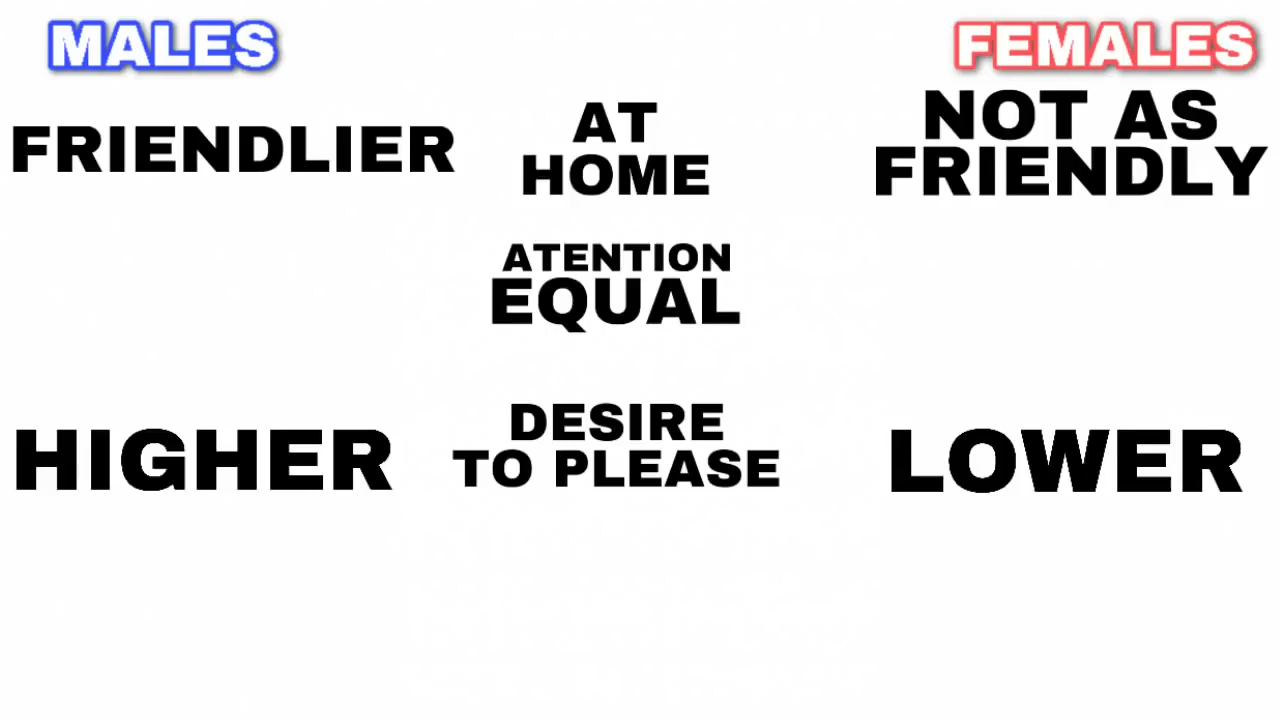 MALES
FEMALES
FRIENDLIER
AT
HOME
NOT AS
FRIENDLY
ATENTION
EQUAL
HIGHER
DESIRE
TO PLEASE
LOWER